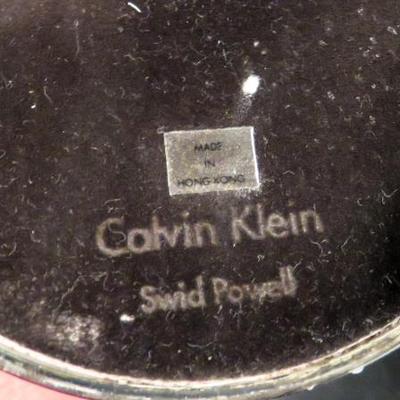 MADE
IN
HONG KONG
Calvin Klein
Swid Powell